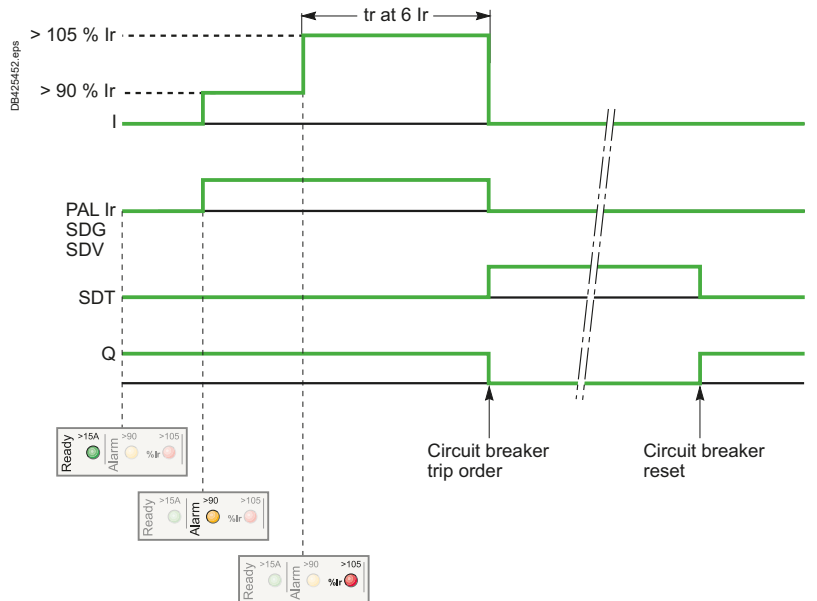 tr at 6 Ir
> 105 % Ir
DB425452.eps
> 90 % Ir
I
PAL Ir
SDG
SDV
SDT
Q
Circuit breaker
trip order
Circuit breaker
reset
Ready >15A Alarm >90 %Ir >105
Ready >15A Alarm >90 %Ir >105
Ready >15A Alarm >90 %Ir >105